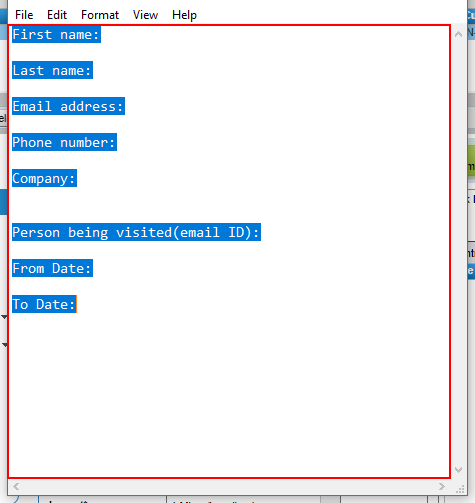 File Edit Format View Help
First name:
Last name:
Email address:
Phone number:
Company:
Person being visited(email ID):
From Date:
To Date: